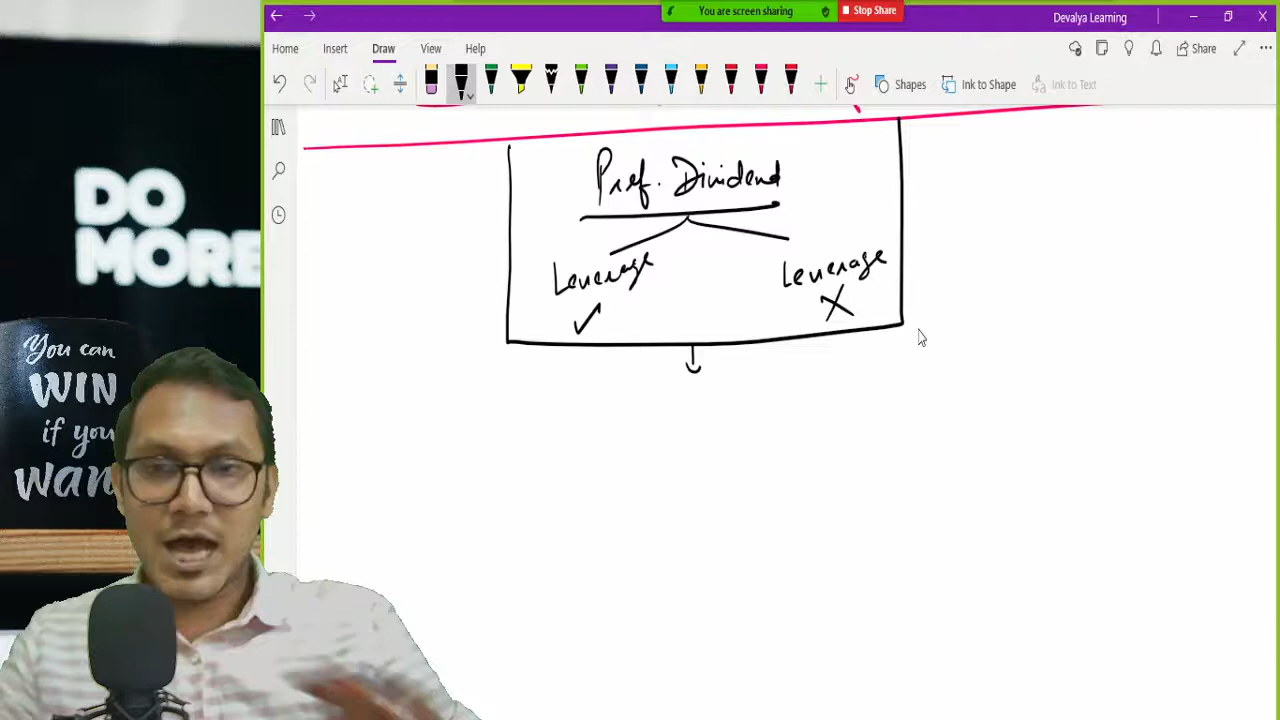 You are screen sharing
Stop Share
Devalya Learning
Home Insert Draw View Help
Share
Shapes
Ink to Shape
Ink to Text
Pref. Dividend
Leverage
Leverage
DO
MORE
You can
WIN
if you
want